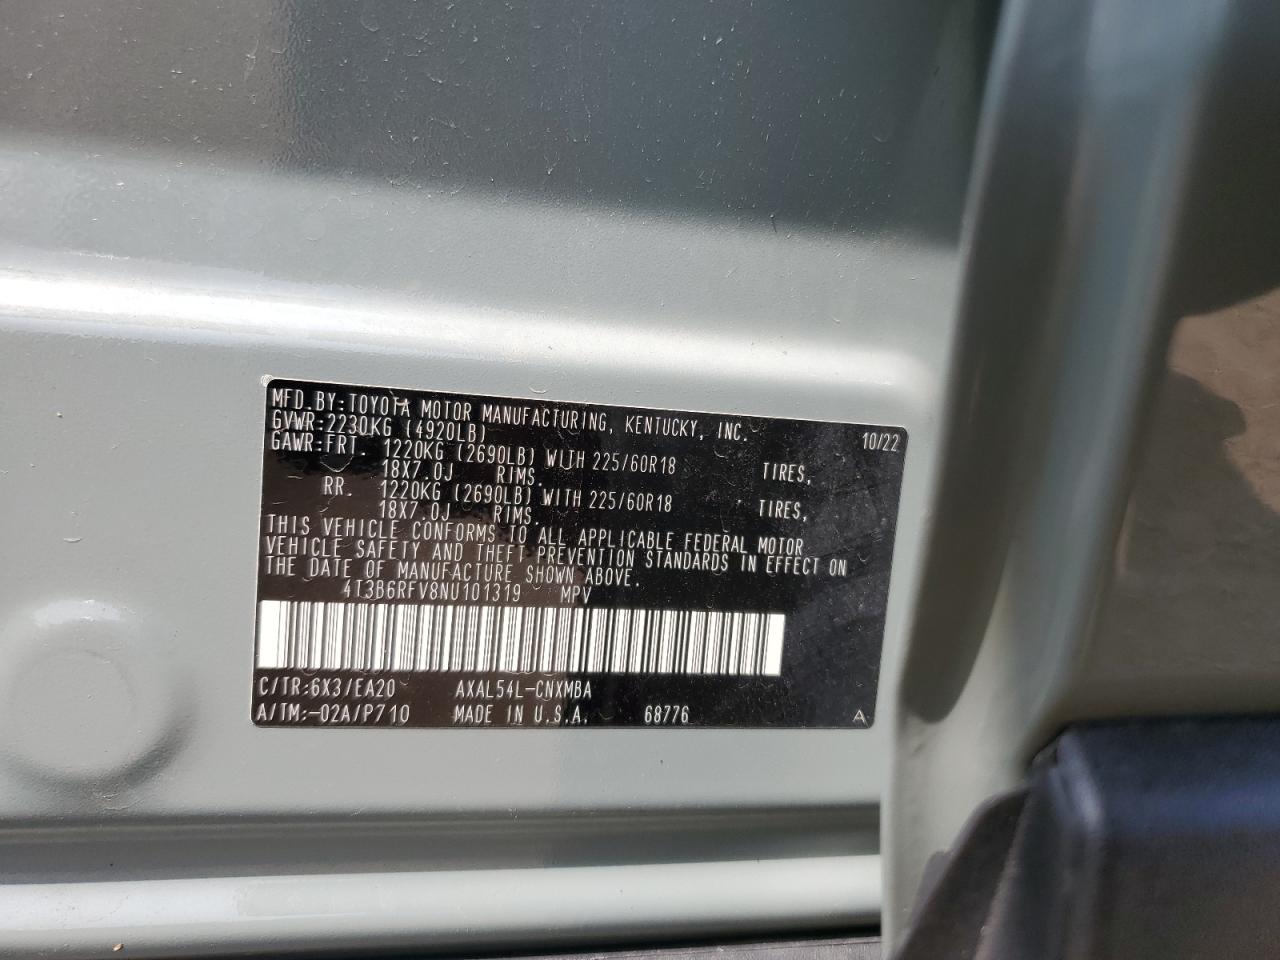 MFD.BY:TOYOTA MOTOR MANUFACTURING, KENTUCKY, INC. 10/22
GVWR:2230KG (4920LB)
GAWR:FRT. 1220KG (2690LB) WITH 225/60R18 TIRES,
18X7.0J RIMS.
RR. 1220KG (2690LB) WITH 225/60R18 TIRES,
18X7.0J RIMS.
THIS VEHICLE CONFORMS TO ALL APPLICABLE FEDERAL MOTOR
VEHICLE SAFETY AND THEFT PREVENTION STANDARDS IN EFFECT ON
THE DATE OF MANUFACTURE SHOWN ABOVE.
4T3B6RFV8NU101319 MPV
C/TR:6X3/EA20 AXAL54L-CNXMBA
A/TM:-02A/P710 MADE IN U.S.A. 68776 A